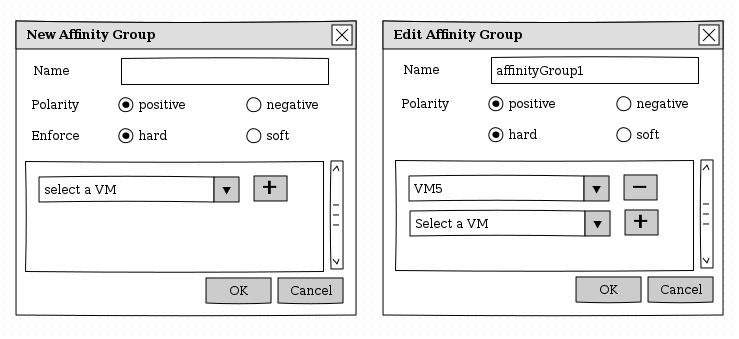 New Affinity Group
Name
Polarity positive negative
Enforce hard soft
select a VM
OK Cancel
Edit Affinity Group
Name affinityGroup1
Polarity positive negative
hard soft
VM5
Select a VM
OK Cancel